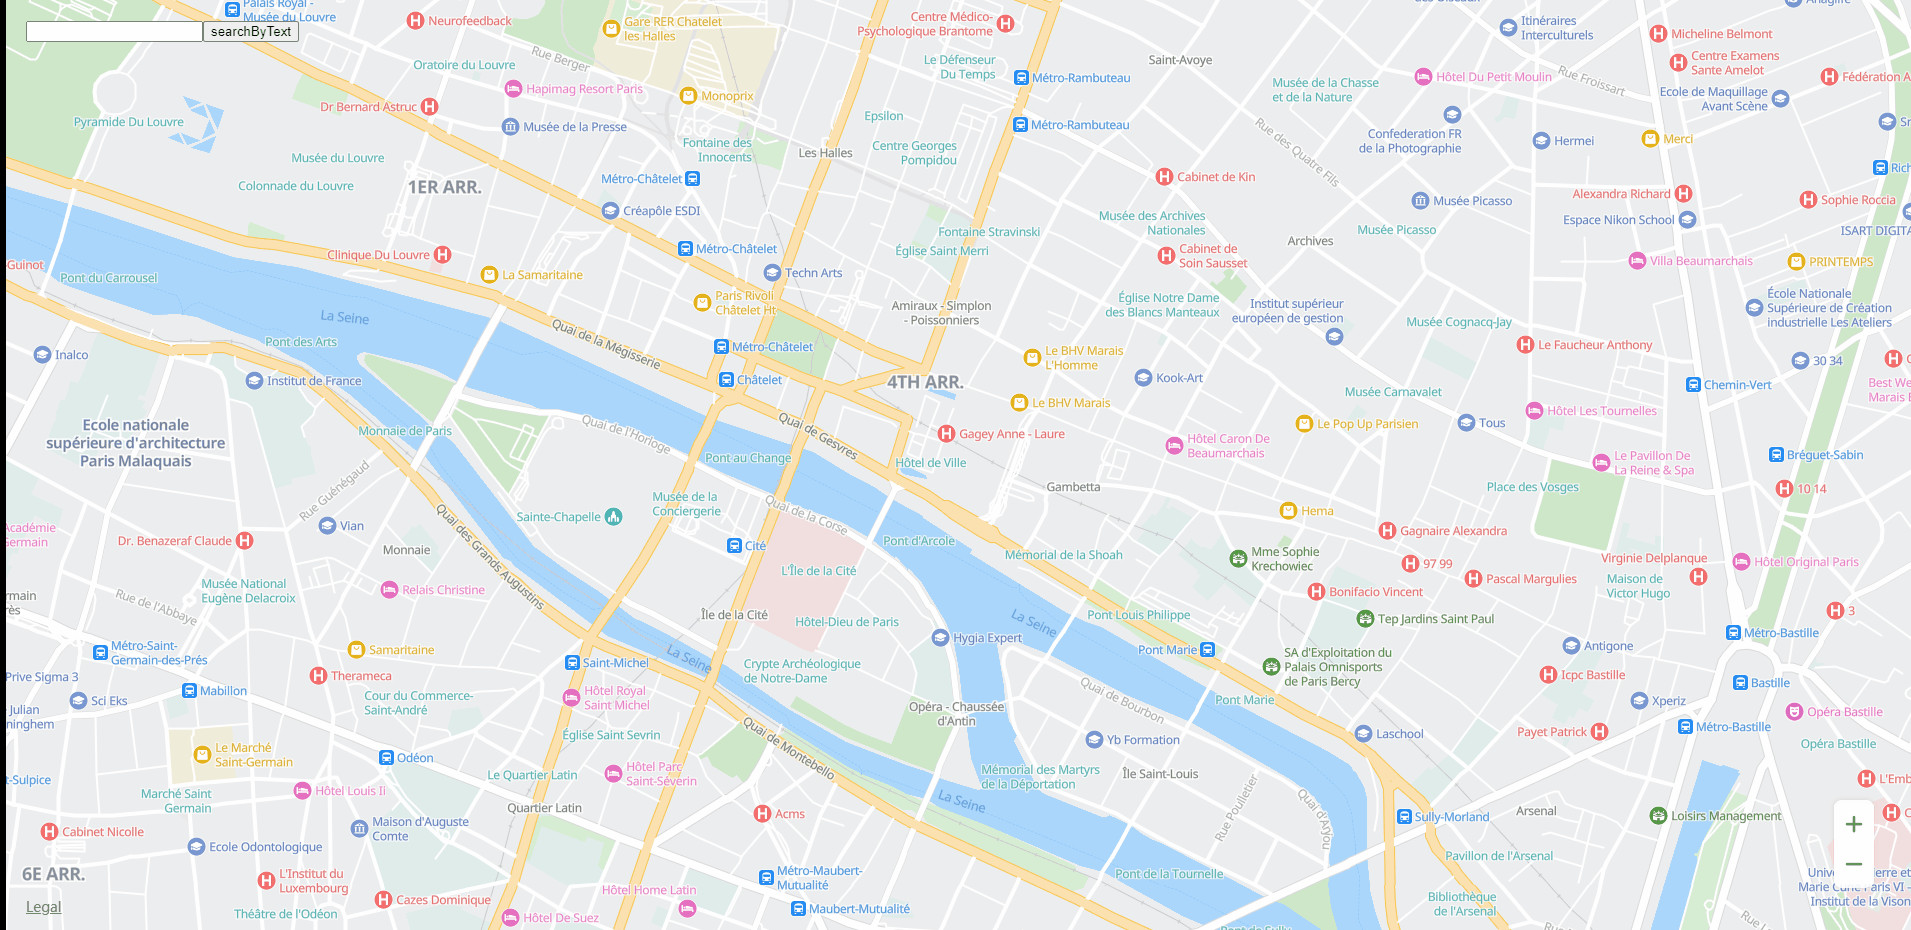 Palais Royal -
Musée du Louvre
Neurofeedback
Gare RER Chatelet
les Halles
Centre Médico-
Psychologique Brantome
Itinéraires
Interculturels
Micheline Belmont
searchByText
Rue Berger
Oratoire du Louvre
Le Défenseur
Du Temps
Saint-Avoye
Centre Examens
Sante Amelot
Métro-Rambuteau
Musée de la Chasse
et de la Nature
Hôtel Du Petit Moulin
Rue Froissart
Fédération A
Hapimag Resort Paris
Monoprix
Ecole de Maquillage
Avant Scène
Dr Bernard Astruc
Pyramide Du Louvre
Musée de la Presse
Epsilon
Métro-Rambuteau
Rue des Quatre Fils
Confederation FR
de la Photographie
Hermei
Merci
Musée du Louvre
Fontaine des
Innocents
Les Halles
Centre Georges
Pompidou
Colonnade du Louvre
1ER ARR.
Métro-Châtelet
Cabinet de Kin
Alexandra Richard
Sophie Roccia
Créapôle ESDI
Musée des Archives
Nationales
Musée Picasso
Musée Picasso
Espace Nikon School
ISART DIGITA
Fontaine Stravinski
Archives
Clinique Du Louvre
Métro-Châtelet
Église Saint Merri
Cabinet de
Soin Sausset
Villa Beaumarchais
PRINTEMPS
Guinot
Pont du Carrousel
La Samaritaine
Techn Arts
Paris Rivoli
Châtelet Ht
Amiraux - Simplon
- Poissonniers
Église Notre Dame
des Blancs Manteaux
Institut supérieur
européen de gestion
École Nationale
Supérieure de Création
industrielle Les Ateliers
La Seine
Quai de la Mégisserie
Musée Cognacq-Jay
Inalco
Pont des Arts
Métro-Châtelet
Le BHV Marais
L'Homme
Le Faucheur Anthony
30 34
Institut de France
Châtelet
4TH ARR.
Kook-Art
Musée Carnavalet
Chemin-Vert
Best We
Marais
Ecole nationale
supérieure d'architecture
Paris Malaquais
Monnaie de Paris
Quai de l'Horloge
Quai de Gesvres
Le BHV Marais
Gagey Anne - Laure
Hôtel Caron De
Beaumarchais
Le Pop Up Parisien
Tous
Hôtel Les Tournelles
Pont au Change
Hôtel de Ville
Le Pavillon De
La Reine & Spa
Bréguet-Sabin
Rue Guénégaud
Musée de la
Conciergerie
Gambetta
Place des Vosges
10 14
Académie
Germain
Vian
Sainte-Chapelle
Quai de la Corse
Hema
Gagnaire Alexandra
Dr. Benazeraf Claude
Quai des Grands Augustins
Monnaie
Cité
Pont d'Arcole
Mémorial de la Shoah
Mme Sophie
Krechowiec
97 99
Virginie Delplanque
Hôtel Original Paris
Musée National
Eugène Delacroix
Relais Christine
L'Île de la Cité
Bonifacio Vincent
Pascal Margulies
Maison de
Victor Hugo
rmain
rès
Rue de l'Abbaye
Île de la Cité
Hôtel-Dieu de Paris
La Seine
Pont Louis Philippe
Tep Jardins Saint Paul
3
Métro-Saint-
Germain-des-Prés
Samaritaine
Saint-Michel
La Seine
Hygia Expert
Pont Marie
SA d'Exploitation du
Palais Omnisports
de Paris Bercy
Antigone
Métro-Bastille
Prive Sigma 3
Therameca
Crypte Archéologique
de Notre-Dame
Icpc Bastille
Bastille
Julian
ninghem
Sci Eks
Mabillon
Cour du Commerce-
Saint-André
Hôtel Royal
Saint Michel
Opéra - Chaussée
d'Antin
Quai de Bourbon
Pont Marie
Xperiz
Opéra Bastille
Métro-Bastille
Le Marché
Saint-Germain
Odéon
Église Saint Sevrin
Quai de Montebello
Yb Formation
Laschool
Payet Patrick
Opéra Bastille
t-Sulpice
Hôtel Louis Ii
Le Quartier Latin
Hôtel Parc
Saint-Séverin
Mémorial des Martyrs
de la Déportation
Île Saint-Louis
L'Emb
Marché Saint
Germain
Quartier Latin
Acms
La Seine
Rue Poulletier
Quai d'Anjou
Sully-Morland
Arsenal
Loisirs Management
Cabinet Nicolle
Maison d'Auguste
Comte
Ecole Odontologique
Pavillon de l'Arsenal
6E ARR.
L'Institut du
Luxembourg
Hôtel Home Latin
Métro-Maubert-
Mutualité
Pont de la Tournelle
Marie Curie Paris VI -
Institut de la Vison
Legal
Théâtre de l'Odéon
Cazes Dominique
Hôtel De Suez
Maubert-Mutualité
Bibliothèque
de l'Arsenal